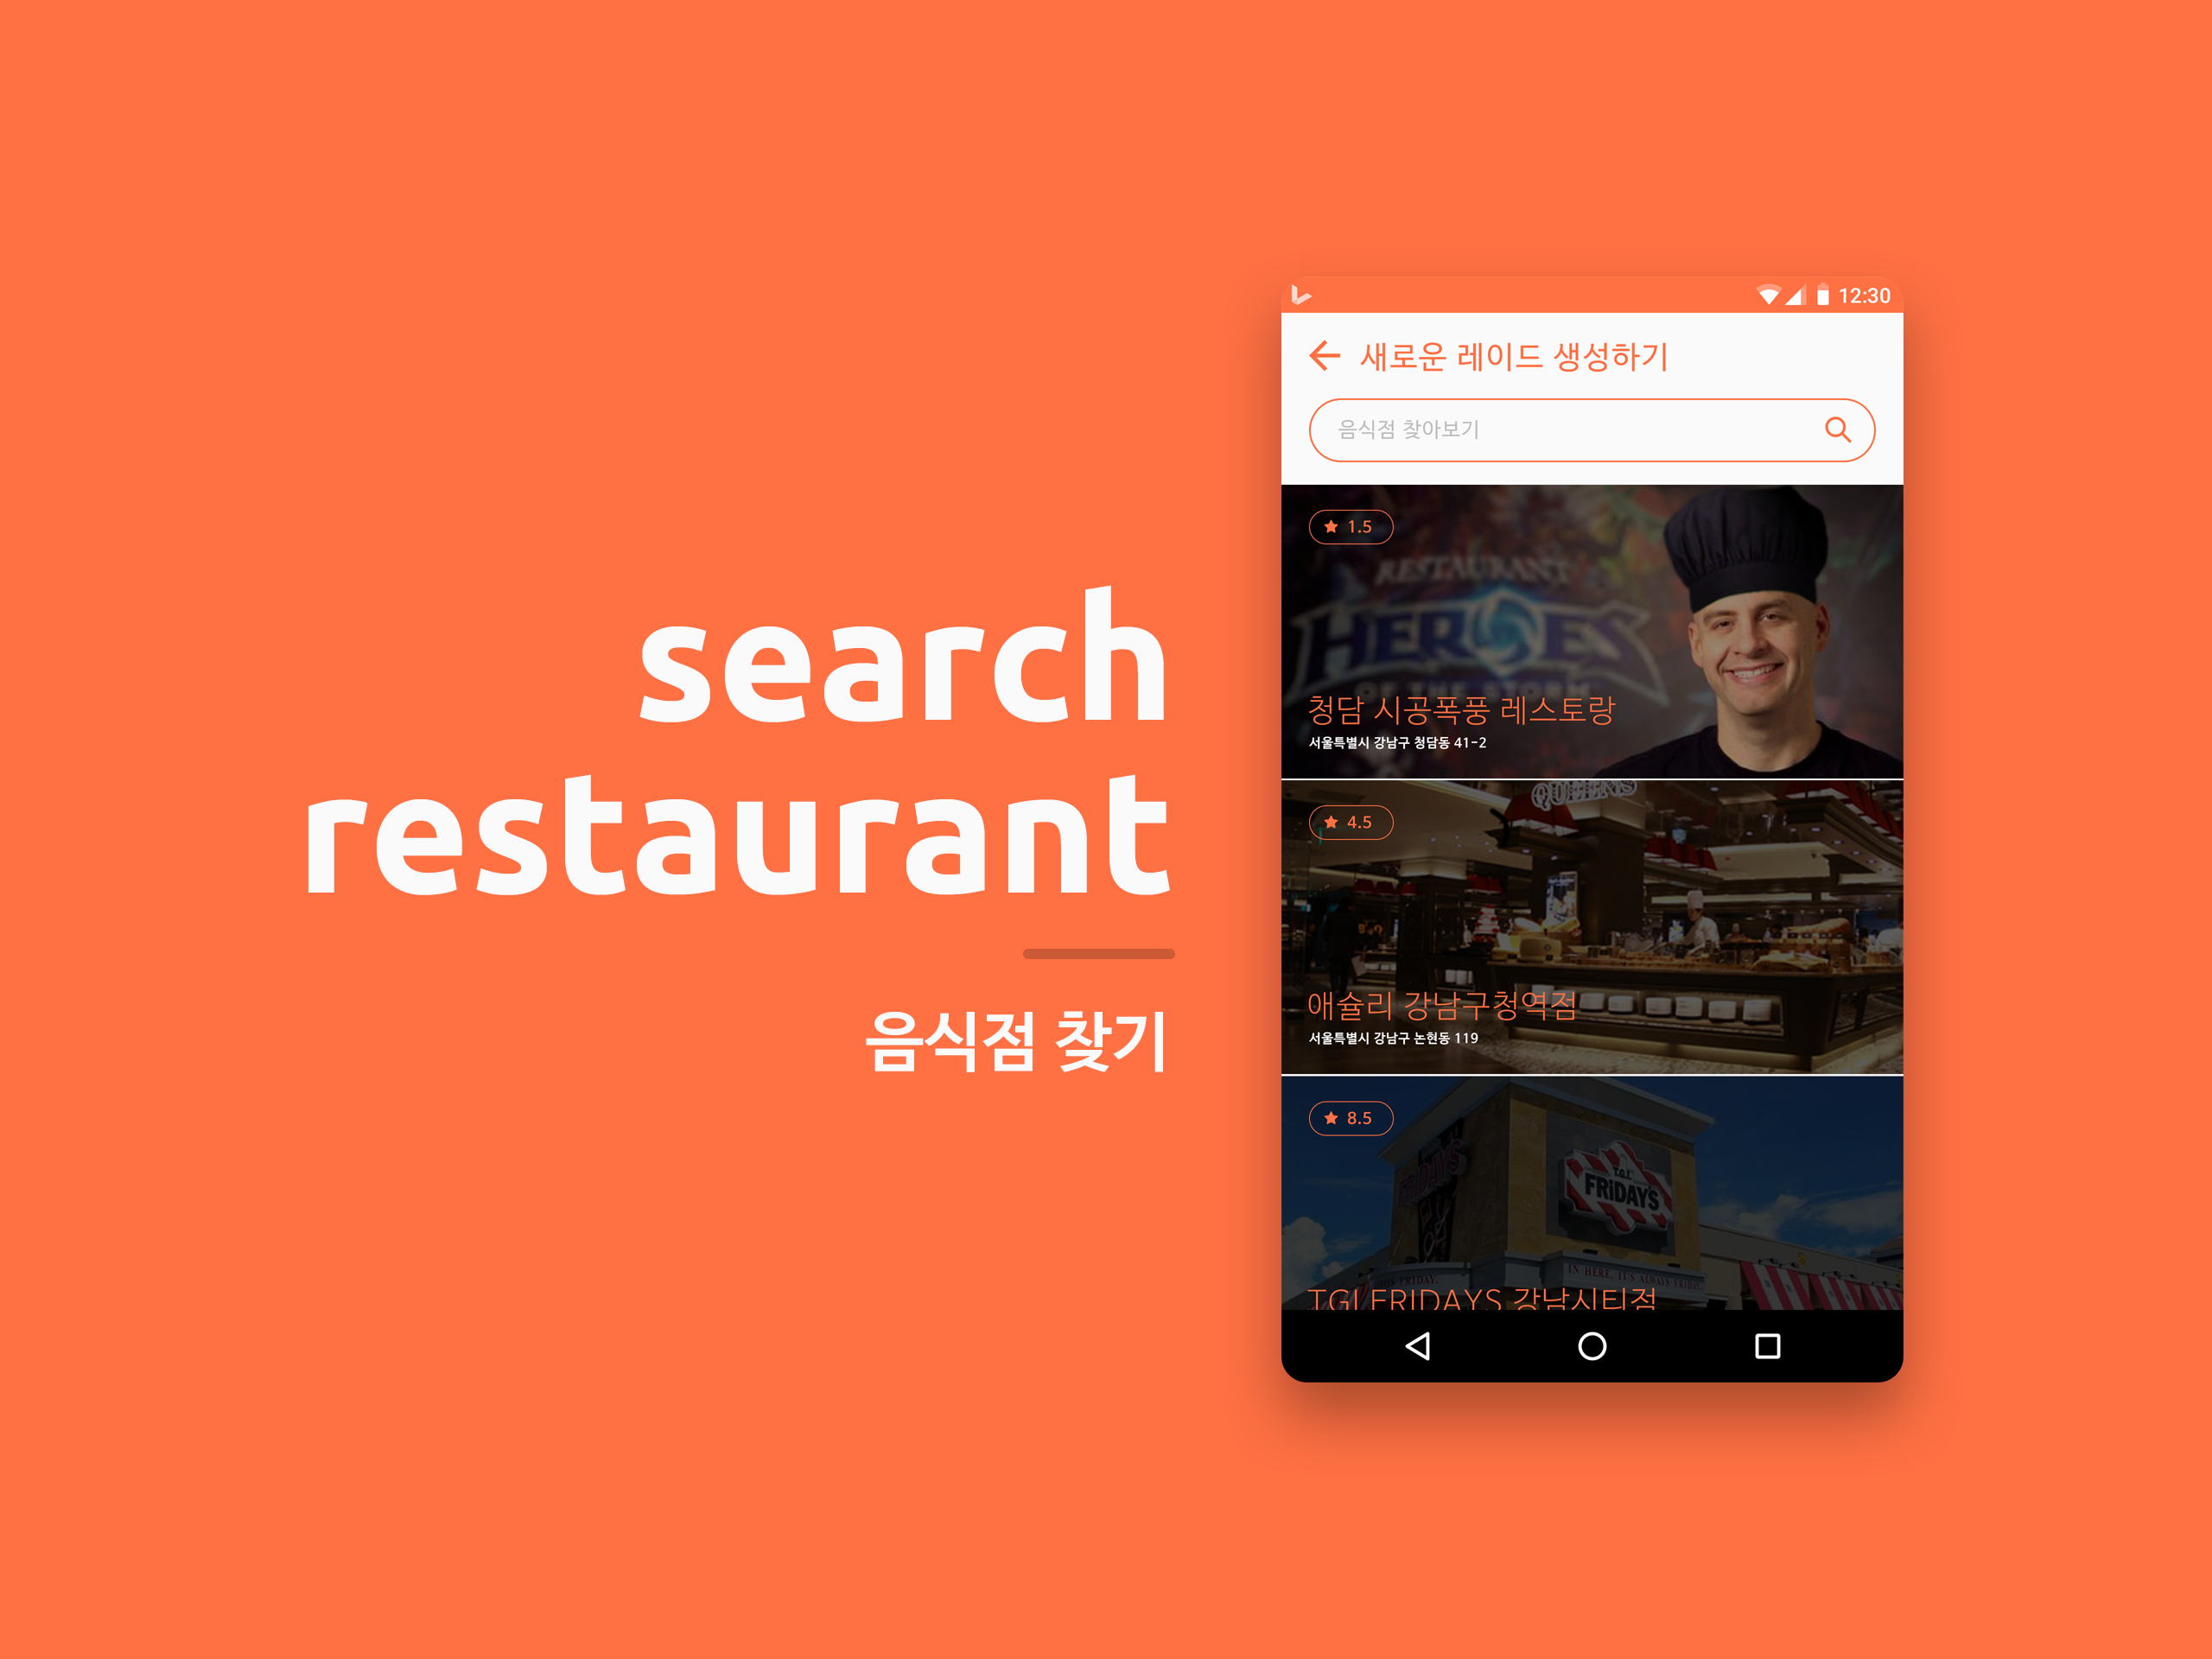 search
restaurant
음식점 찾기
12:30
새로운 레이드 생성하기
음식점 찾아보기
1.5
RESTAURANT
HEROES
OF THE STORM
청담 시공폭풍 레스토랑
서울특별시 강남구 청담동 41-2
QUEENS
4.5
애슐리 강남구청역점
서울특별시 강남구 논현동 119
8.5
FRIDAYS
T.G.I.
FRiDAY'S
FRIDAY.
IN HERE, IT'S ALWAYS FRIDAY.
TGI FRIDAYS 강남시티점